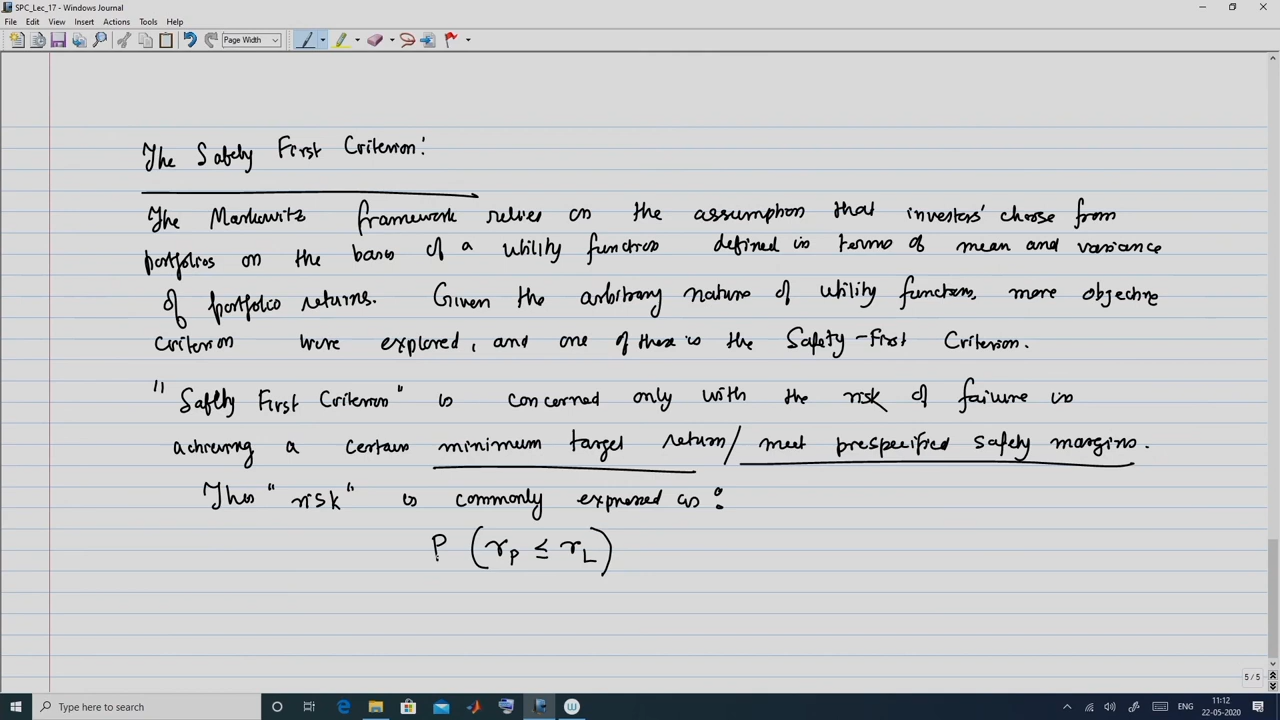 SPC_Lec_17 - Windows Journal
File Edit View Insert Actions Tools Help
Page Width
The Safety First Criterion:
The Markowitz framework relies on the assumption that investors' choose from
portfolios on the basis of a utility function defined in terms of mean and variance
of portfolio returns. Given the arbitrary nature of utility functions, more objective
criterion were explored, and one of these is the Safety-First Criterion.
"Safety First Criterion" is concerned only with the risk of failure in
achieving a certain minimum target return/ meet prespecified safety margins.
This "risk" is commonly expressed as :
P (r_P ≤ r_L)
5 / 5
Type here to search
ENG
11:12
22-05-2020